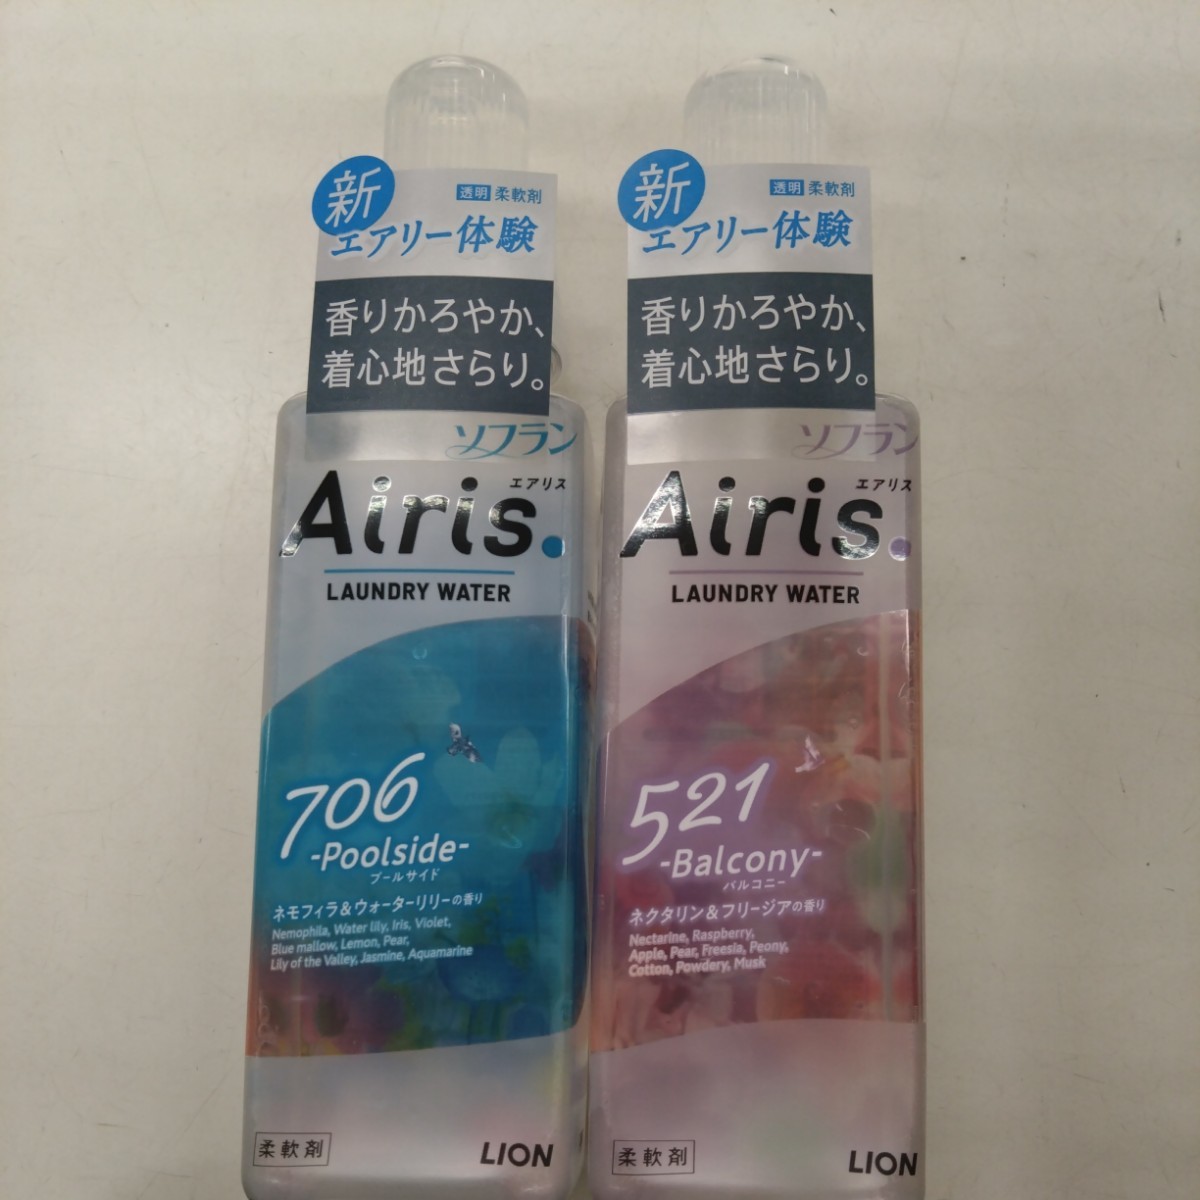 新
透明 柔軟剤
エアリー体験
香りかろやか、
着心地さらり。
ソフラン
エアリス
Airis.
LAUNDRY WATER
706
-Poolside-
プールサイド
ネモフィラ&ウォーターリリーの香り
Nemophila, Water lily, Iris, Violet,
Blue mallow, Lemon, Pear,
Lily of the Valley, Jasmine, Aquamarine
柔軟剤
LION
新
透明 柔軟剤
エアリー体験
香りかろやか、
着心地さらり。
ソフラン
エアリス
Airis.
LAUNDRY WATER
521
-Balcony-
バルコニー
ネクタリン&フリージアの香り
Nectarine, Raspberry,
Apple, Pear, Freesia, Peony,
Cotton, Powdery, Musk
柔軟剤
LION